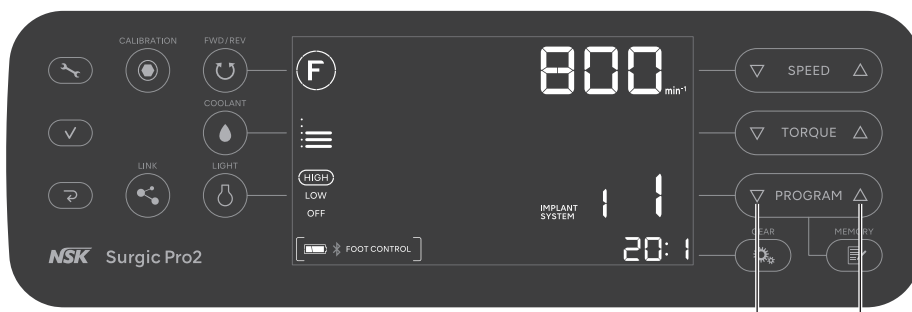 CALIBRATION
FWD/REV
F
800
min⁻¹
SPEED
COOLANT
TORQUE
LINK
LIGHT
HIGH
LOW
OFF
IMPLANT
SYSTEM
1
1
PROGRAM
GEAR
MEMORY
NSK Surgic Pro2
FOOT CONTROL
20:1